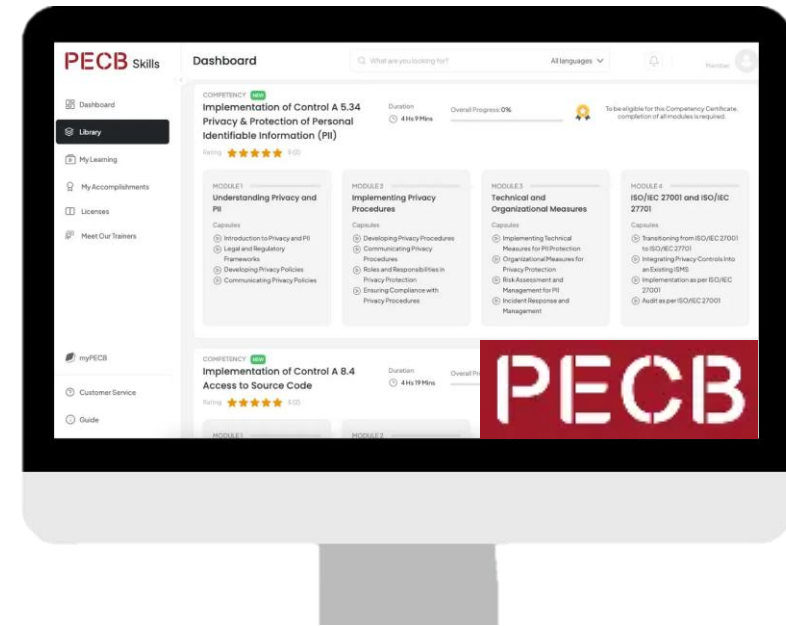 PECB Skills
Dashboard
What are you looking for?
All languages
Member
Dashboard
Library
My Learning
My Accomplishments
Licenses
Meet Our Trainers
myPECB
Customer Service
Guide
COMPETENCY NEW
Implementation of Control A 5.34
Privacy & Protection of Personal
Identifiable Information (PII)
Rating 5 (2)
Duration
4 Hs 9 Mins
Overall Progress: 0%
To be eligible for the Competency Certificate,
completion of all modules is required.
MODULE 1
Understanding Privacy and
PII
Capsules
Introduction to Privacy and PII
Legal and Regulatory
Frameworks
Developing Privacy Policies
Communicating Privacy Policies
MODULE 2
Implementing Privacy
Procedures
Capsules
Developing Privacy Procedures
Communicating Privacy
Procedures
Roles and Responsibilities in
Privacy Protection
Ensuring Compliance with
Privacy Procedures
MODULE 3
Technical and
Organizational Measures
Capsules
Implementing Technical
Measures for PII Protection
Organizational Measures for
Privacy Protection
Risk Assessment and
Management for PII
Incident Response and
Management
MODULE 4
ISO/IEC 27001 and ISO/IEC
27701
Capsules
Transitioning from ISO/IEC 27001
to ISO/IEC 27701
Integrating Privacy Controls Into
an Existing ISMS
Implementation as per ISO/IEC
27001
Audit as per ISO/IEC 27001
COMPETENCY NEW
Implementation of Control A 8.4
Access to Source Code
Rating 5 (2)
Duration
4 Hs 19 Mins
Overall
MODULE 1
MODULE 2
PECB